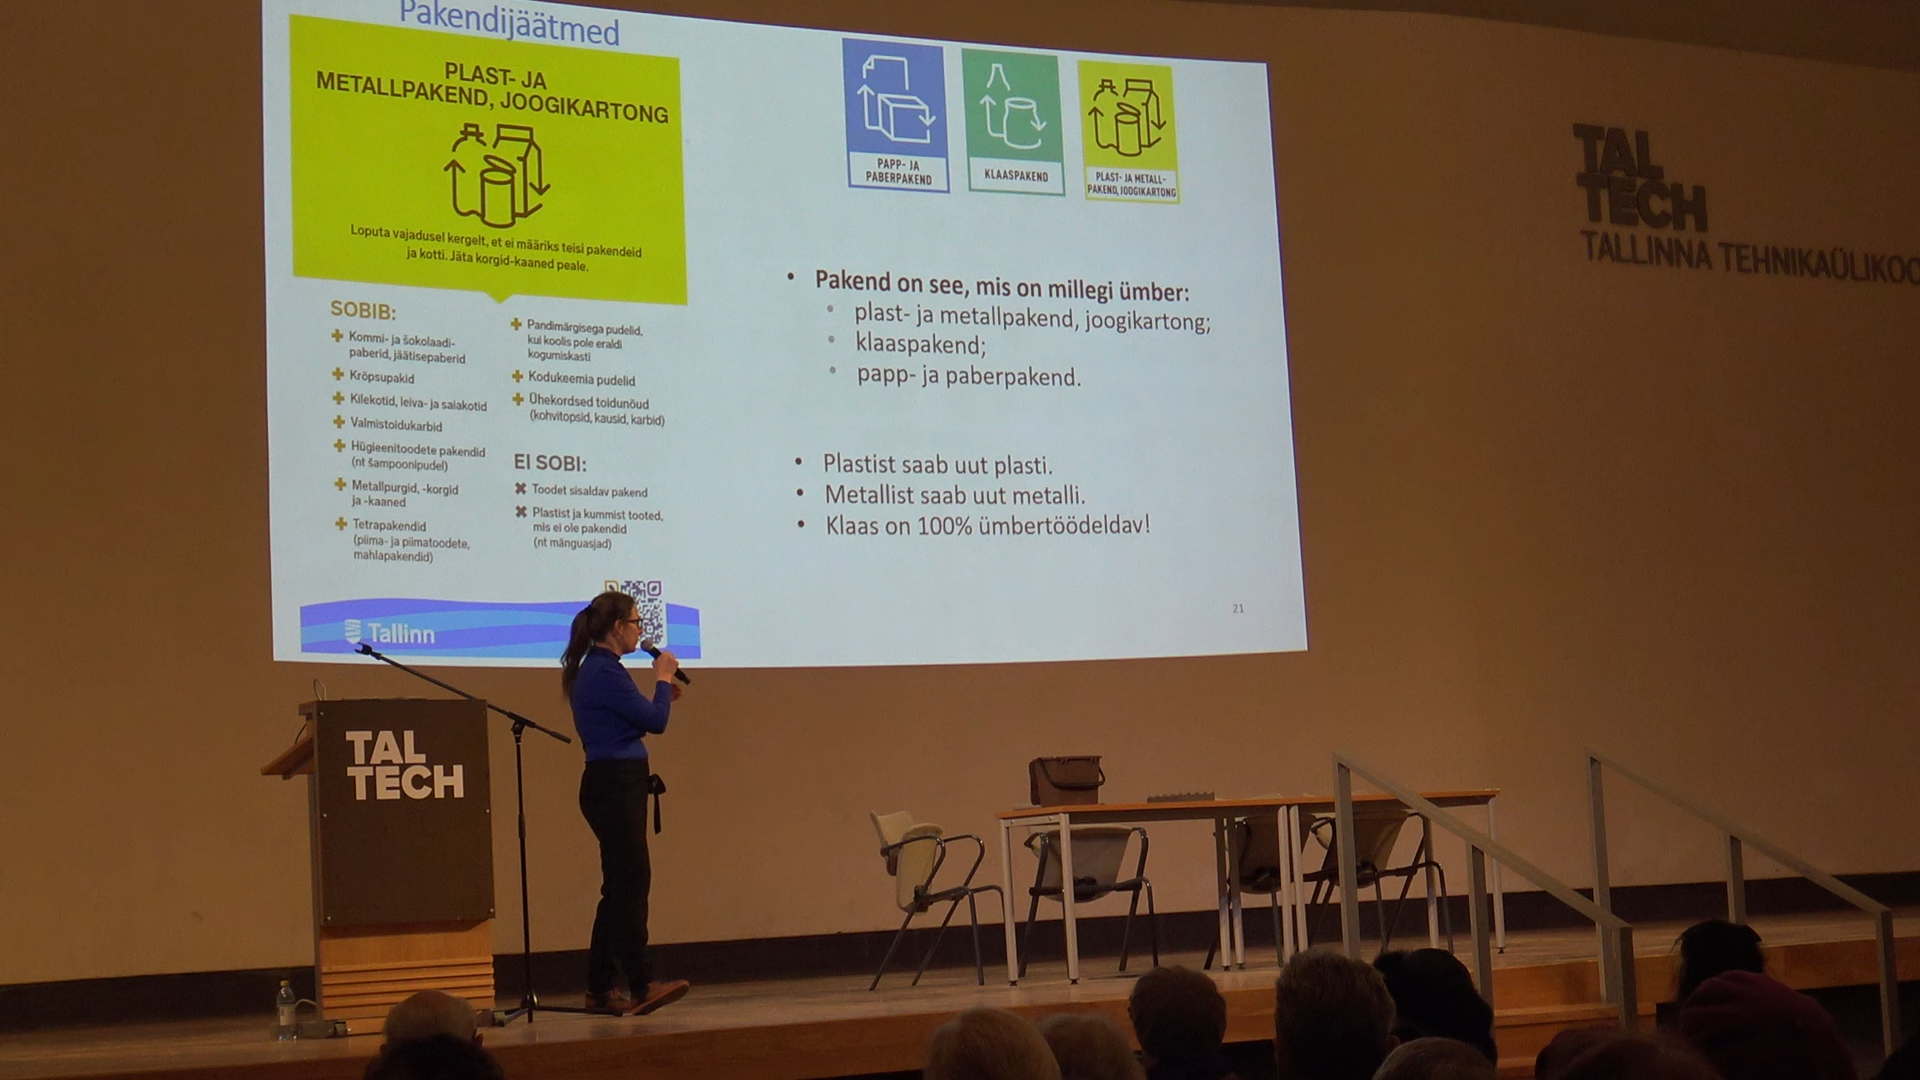 Pakendijäätmed
PLAST- JA
METALLPAKEND, JOOGIKARTONG
Loputa vajadusel kergelt, et ei määriks teisi pakendeid
ja kotti. Jäta korgid-kaaned peale.
SOBIB:
Kommi- ja šokolaadi-
paberid, jäätisepaberid
Kröpsupakid
Kilekotid, leiva- ja saiakotid
Valmistoidukarbid
Hügieenitoodete pakendid
(nt šampoonipudel)
Metallpurgid, -korgid
ja -kaaned
Tetrapakendid
(piima- ja piimatoodete,
mahlapakendid)
Pandimärgisega pudelid,
kui koolis pole eraldi
kogumiskasti
Kodukeemia pudelid
Ühekordsed toidunõud
(kohvitopsid, kausid, karbid)
EI SOBI:
Toodet sisaldav pakend
Plastist ja kummist tooted,
mis ei ole pakendid
(nt mänguasjad)
Tallinn
PAPP- JA
PABERPAKEND
KLAASPAKEND
PLAST- JA METALL-
PAKEND, JOOGIKARTONG
• Pakend on see, mis on millegi ümber:
• plast- ja metallpakend, joogikartong;
• klaaspakend;
• papp- ja paberpakend.
• Plastist saab uut plasti.
• Metallist saab uut metalli.
• Klaas on 100% ümbertöödeldav!
21
TAL
TECH
TALLINNA TEHNIKAÜLIKOO
TAL
TECH